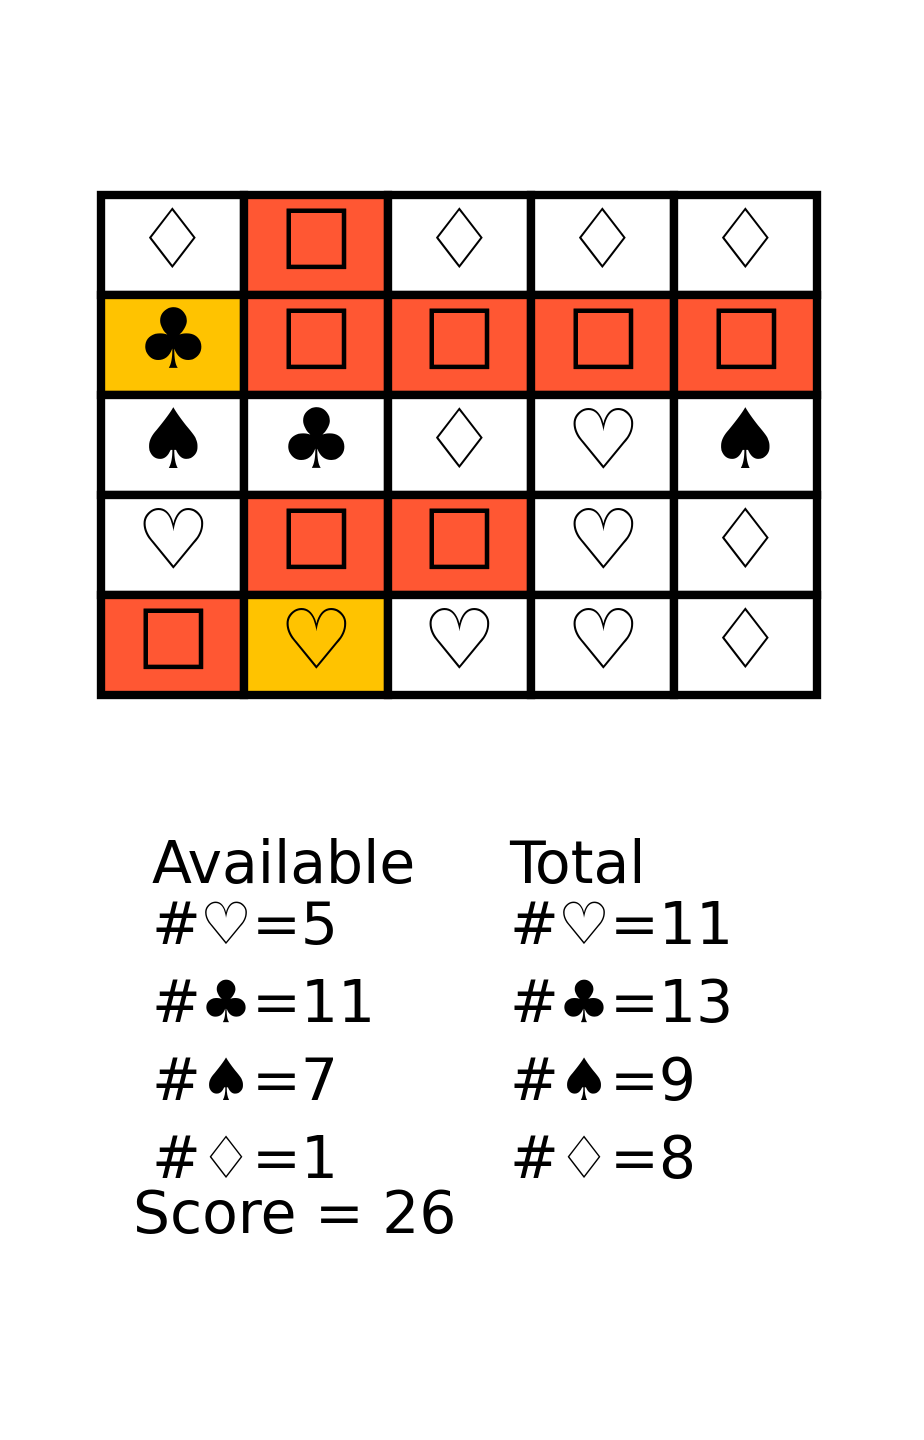 ♢ □ ♢ ♢ ♢
♣ □ □ □ □
♠ ♣ ♢ ♡ ♠
♡ □ □ ♡ ♢
□ ♡ ♡ ♡ ♢
Available Total
#♡=5 #♡=11
#♣=11 #♣=13
#♠=7 #♠=9
#♢=1 #♢=8
Score = 26